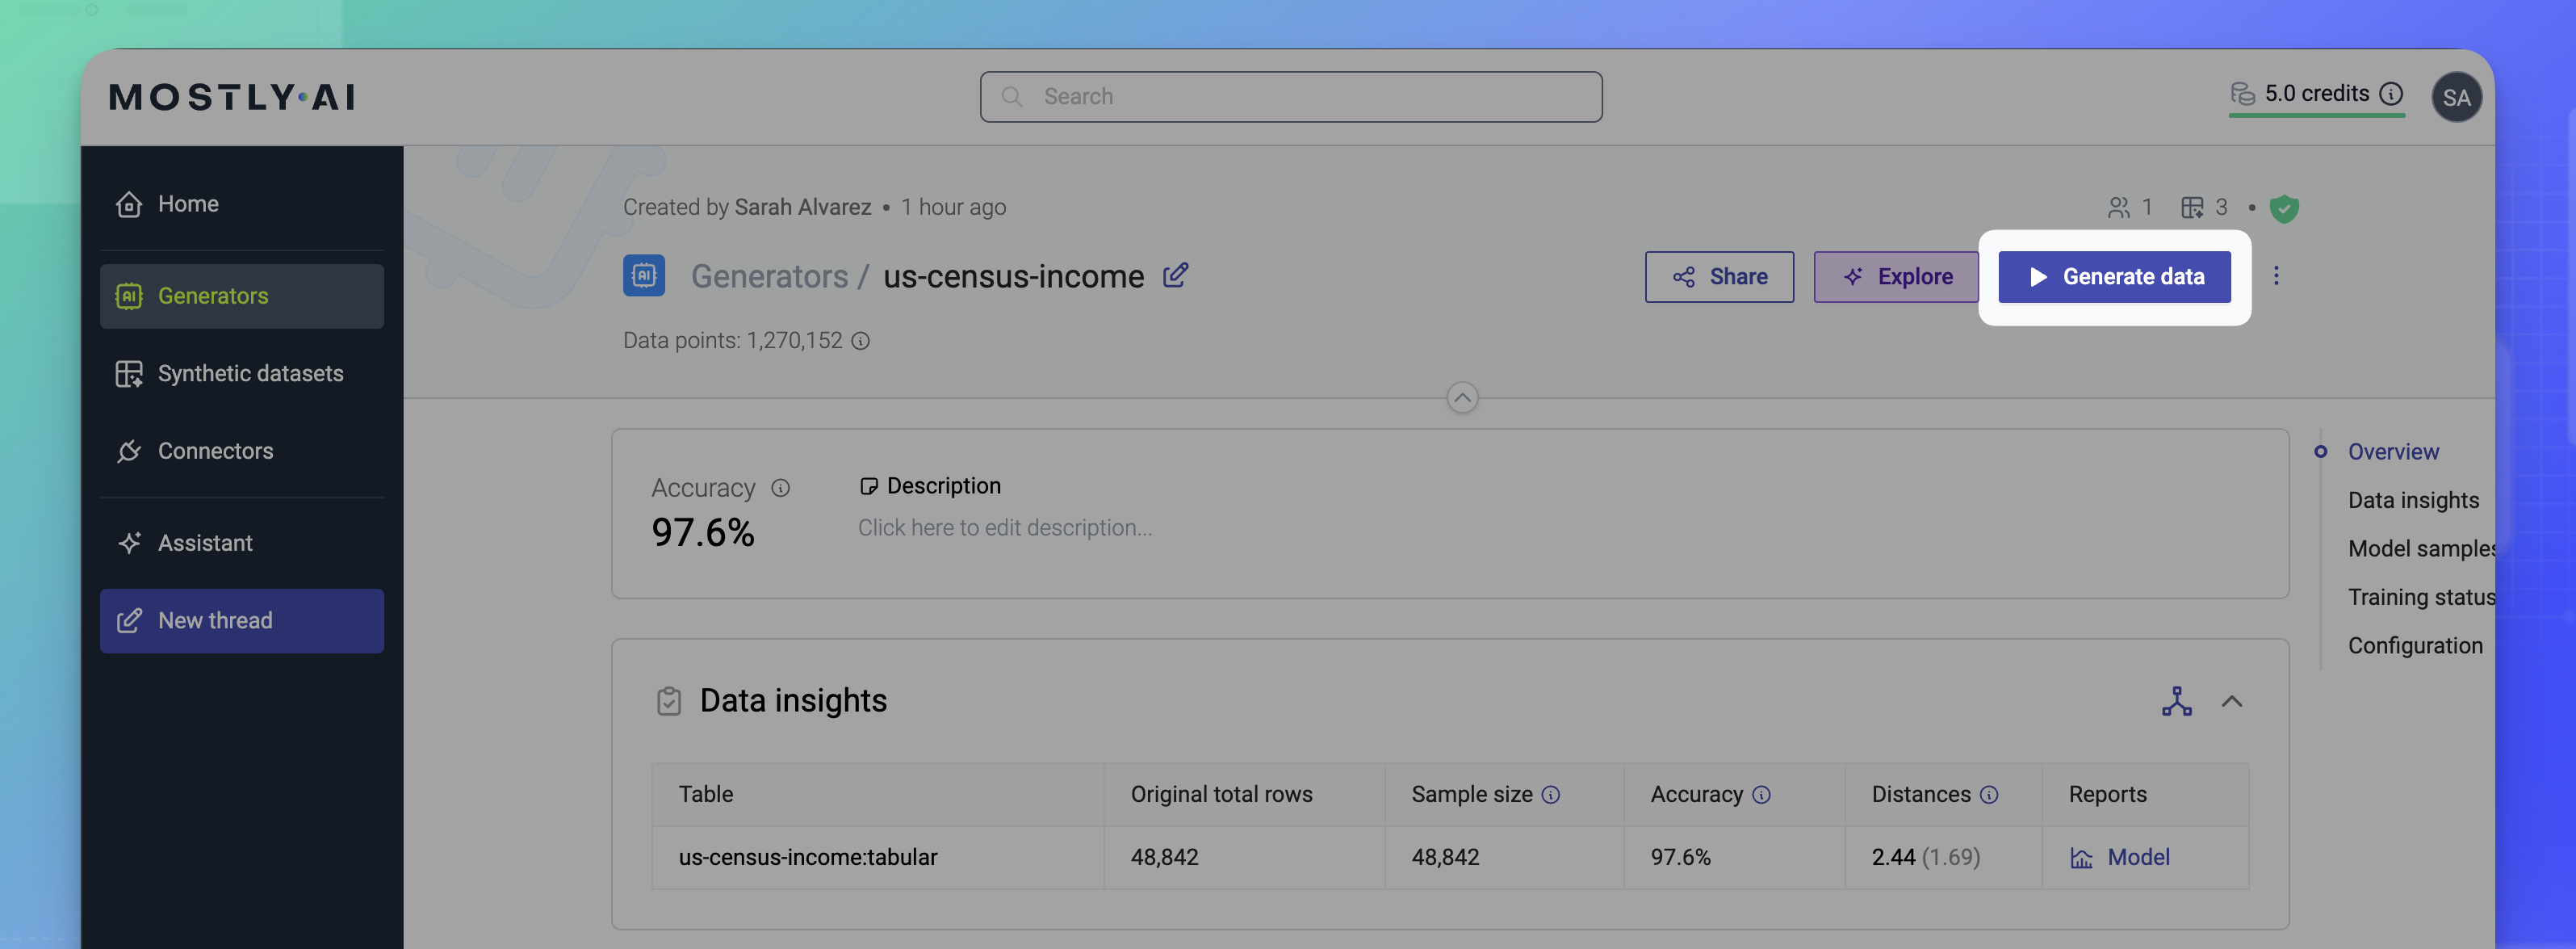 MOSTLY·AI
Search
5.0 credits
SA
Home
Generators
Synthetic datasets
Connectors
Assistant
New thread
Created by Sarah Alvarez • 1 hour ago
1 3 •
AI Generators / us-census-income
Share
Explore
Generate data
Data points: 1,270,152
Accuracy
97.6%
Description
Click here to edit description...
Overview
Data insights
Model samples
Training status
Configuration
Data insights
Table Original total rows Sample size Accuracy Distances Reports
us-census-income:tabular 48,842 48,842 97.6% 2.44 (1.69) Model